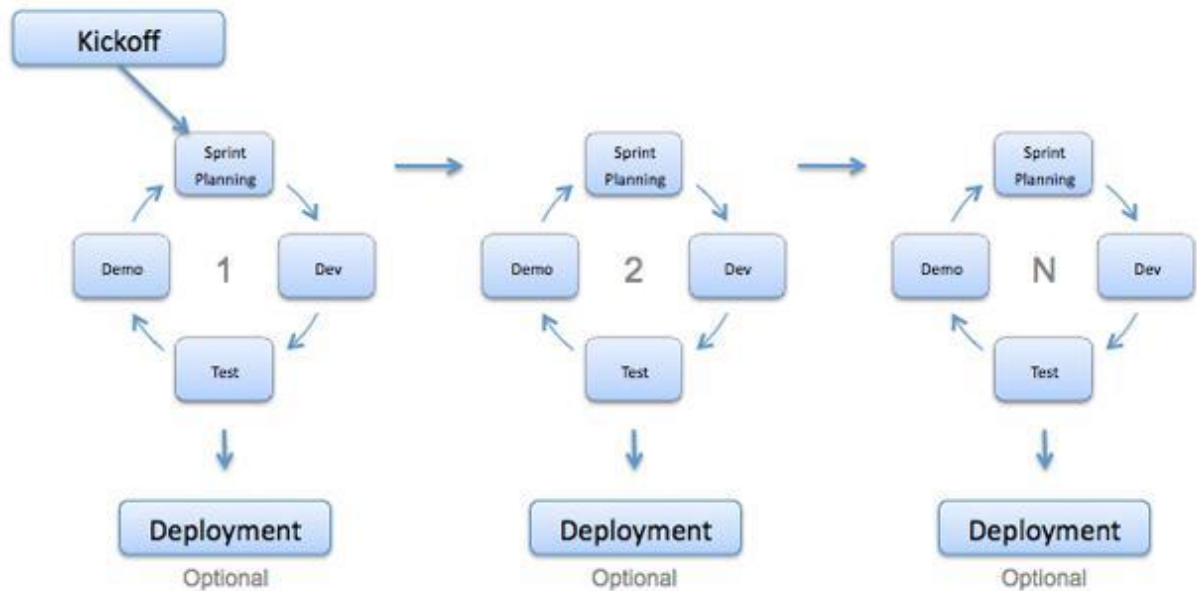 Kickoff
Sprint
Planning
Demo
1
Dev
Test
Deployment
Optional
Sprint
Planning
Demo
2
Dev
Test
Deployment
Optional
Sprint
Planning
Demo
N
Dev
Test
Deployment
Optional